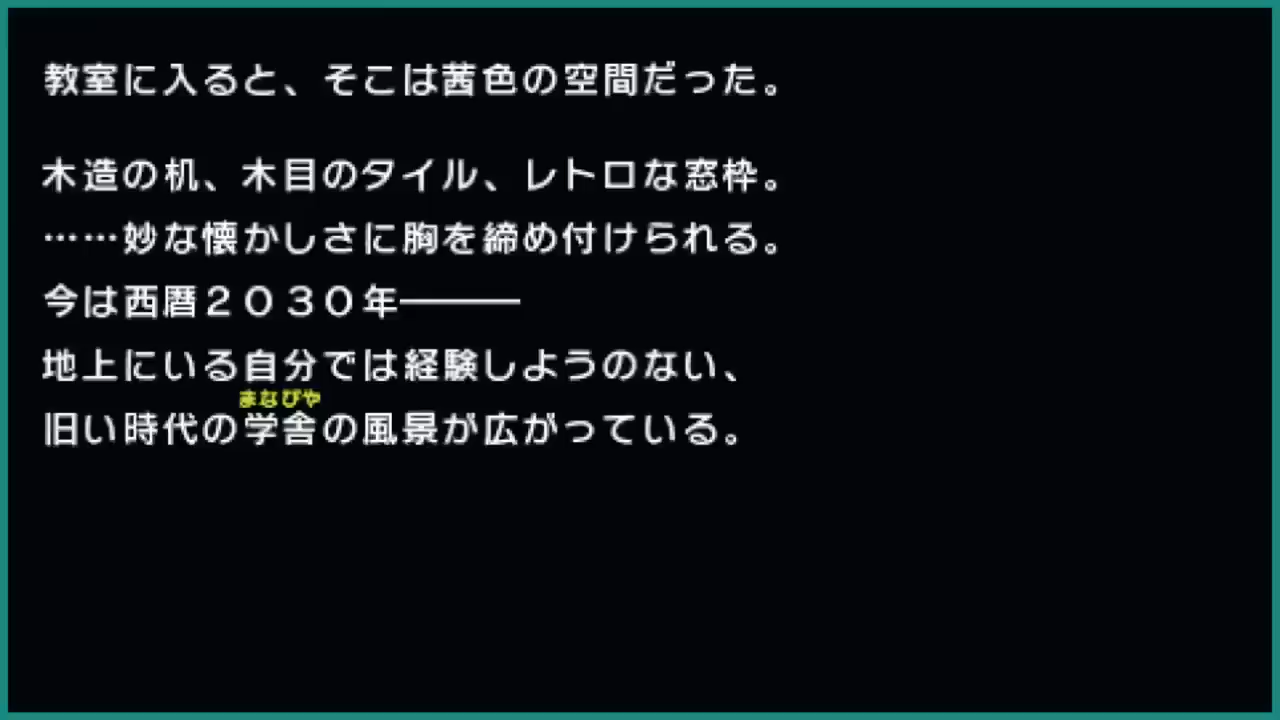 教室に入ると、そこは茜色の空間だった。
木造の机、木目のタイル、レトロな窓枠。
……妙な懐かしさに胸を締め付けられる。
今は西暦２０３０年―――
地上にいる自分では経験しようのない、
まなびや
旧い時代の学舎の風景が広がっている。